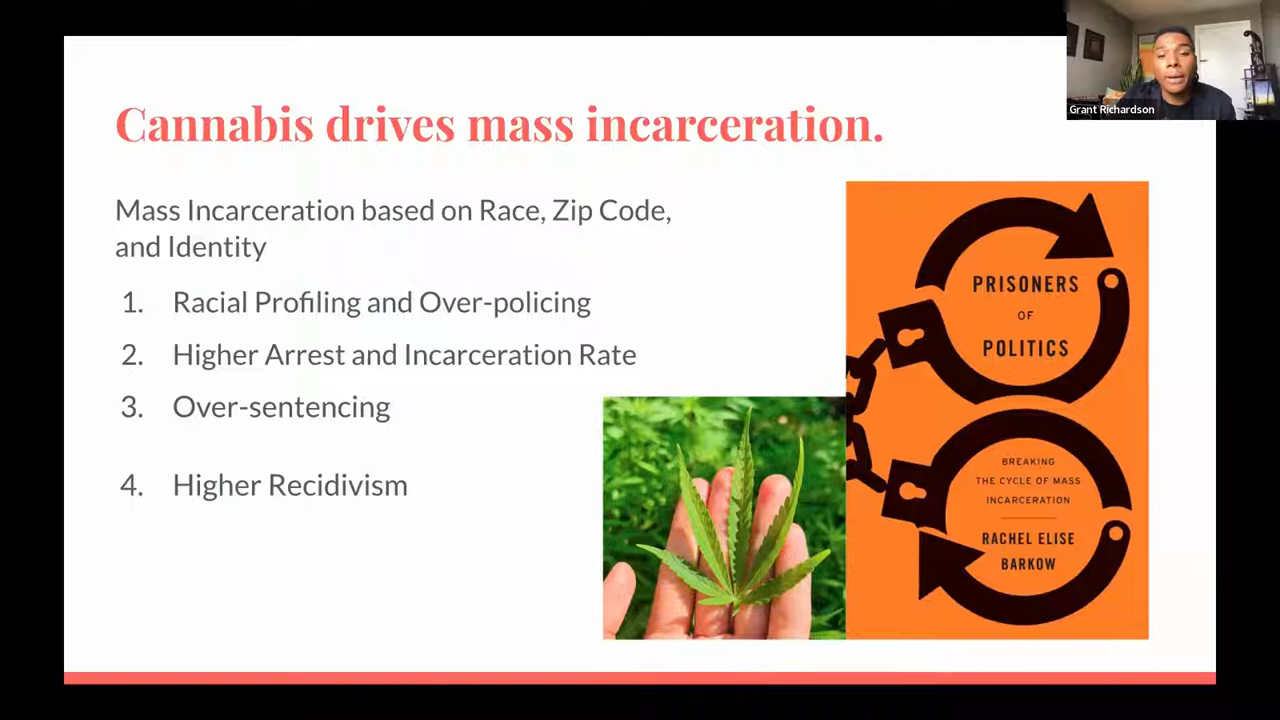 Cannabis drives mass incarceration.
Mass Incarceration based on Race, Zip Code,
and Identity
1. Racial Profiling and Over-policing
2. Higher Arrest and Incarceration Rate
3. Over-sentencing
4. Higher Recidivism
PRISONERS
OF
POLITICS
BREAKING
THE CYCLE OF MASS
INCARCERATION
RACHEL ELISE
BARKOW
Grant Richardson